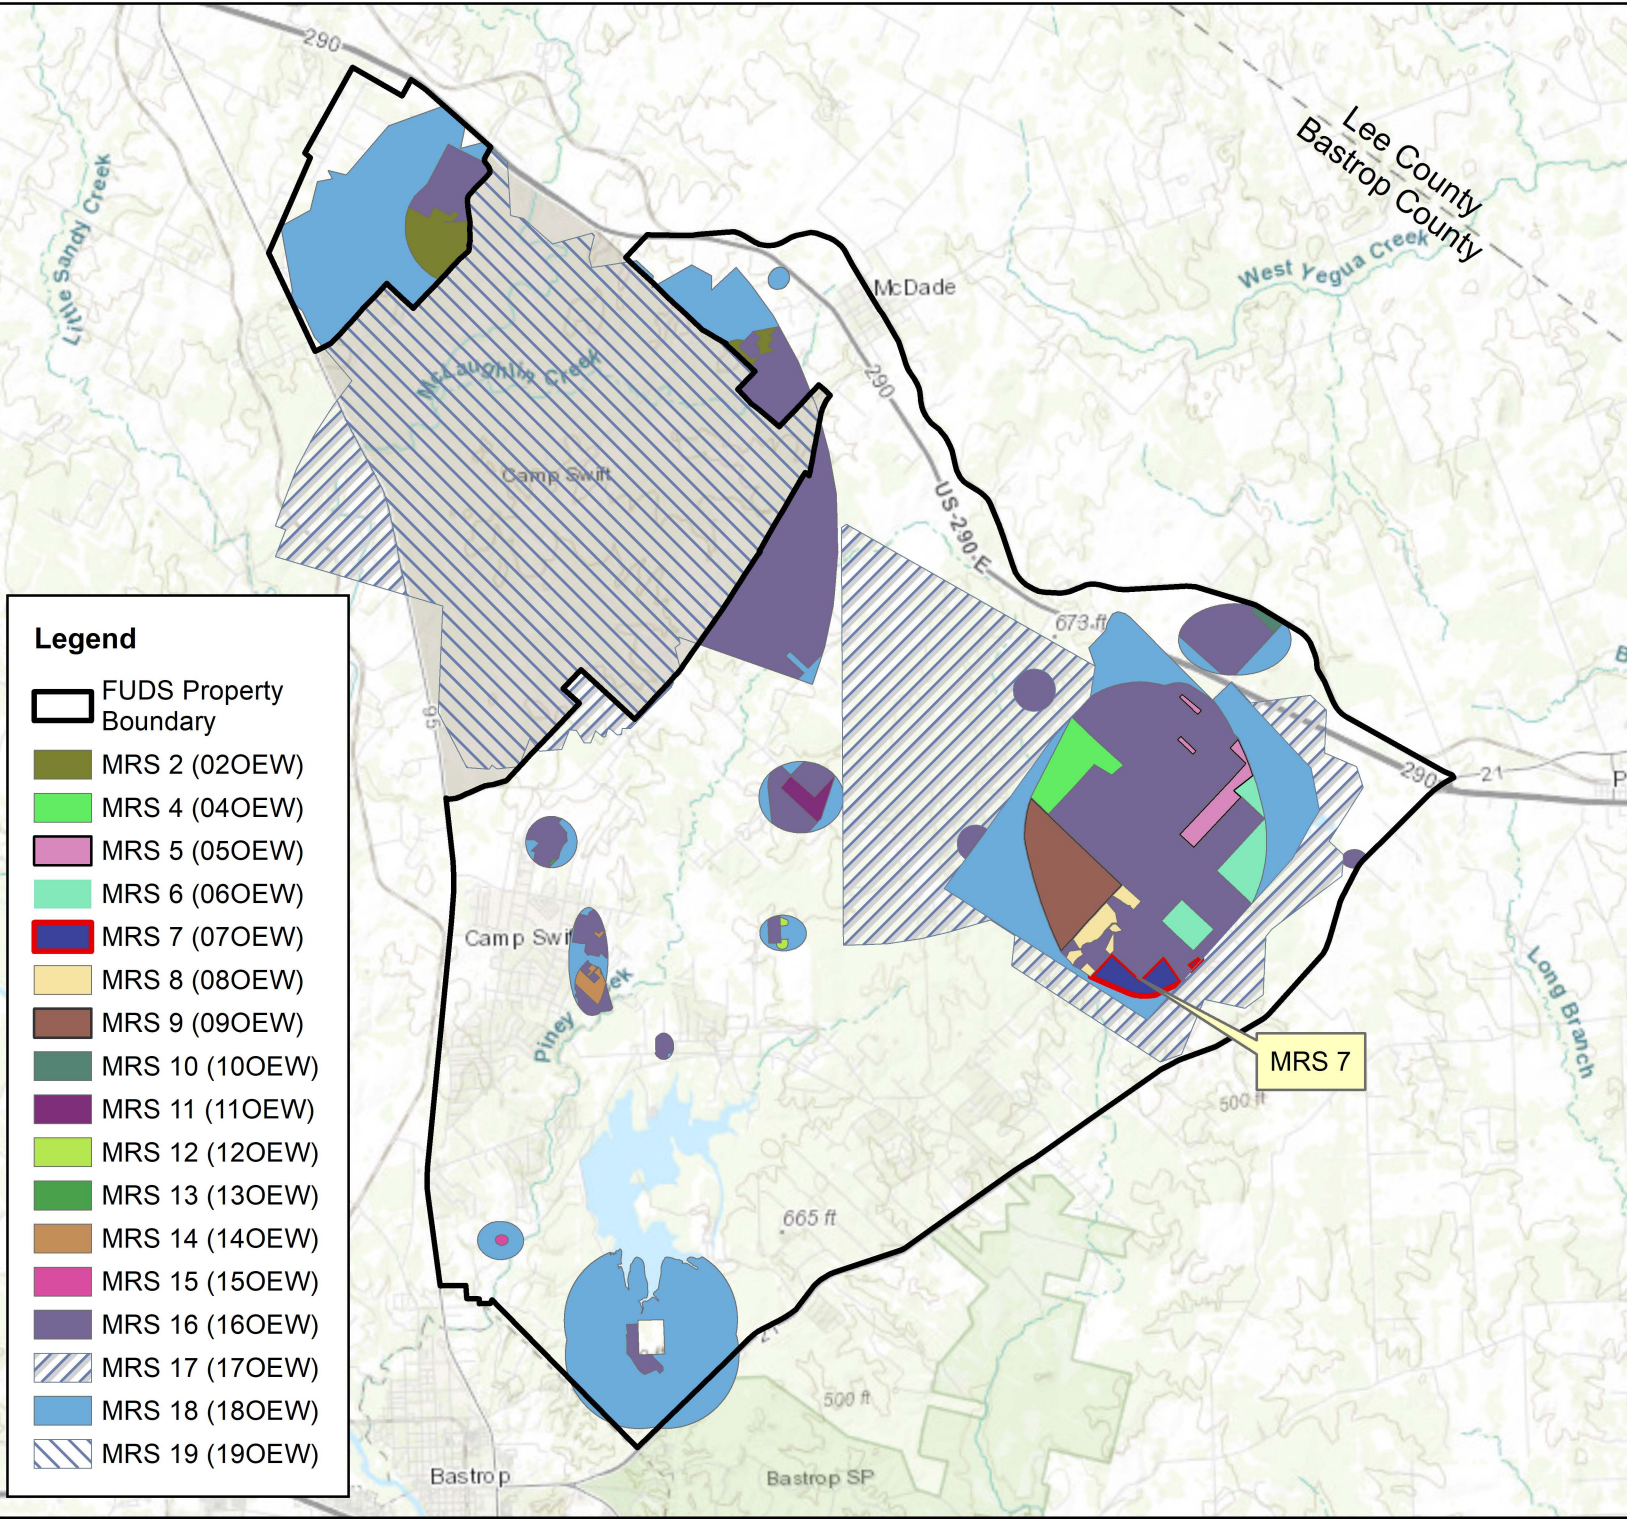 290
Little Sandy Creek
Lee County
Bastrop County
West Yegua Creek
McDade
McLaughlin Creek
290
Camp Swift
US-290-E
673 ft
Legend
FUDS Property
Boundary
MRS 2 (02OEW)
MRS 4 (04OEW)
MRS 5 (05OEW)
MRS 6 (06OEW)
MRS 7 (07OEW)
MRS 8 (08OEW)
MRS 9 (09OEW)
MRS 10 (10OEW)
MRS 11 (11OEW)
MRS 12 (12OEW)
MRS 13 (13OEW)
MRS 14 (14OEW)
MRS 15 (15OEW)
MRS 16 (16OEW)
MRS 17 (17OEW)
MRS 18 (18OEW)
MRS 19 (19OEW)
B
95
290
21
P
Camp Swif
Piney
ek
Long Branch
MRS 7
500 ft
665 ft
21
500 ft
Bastrop
Bastrop SP